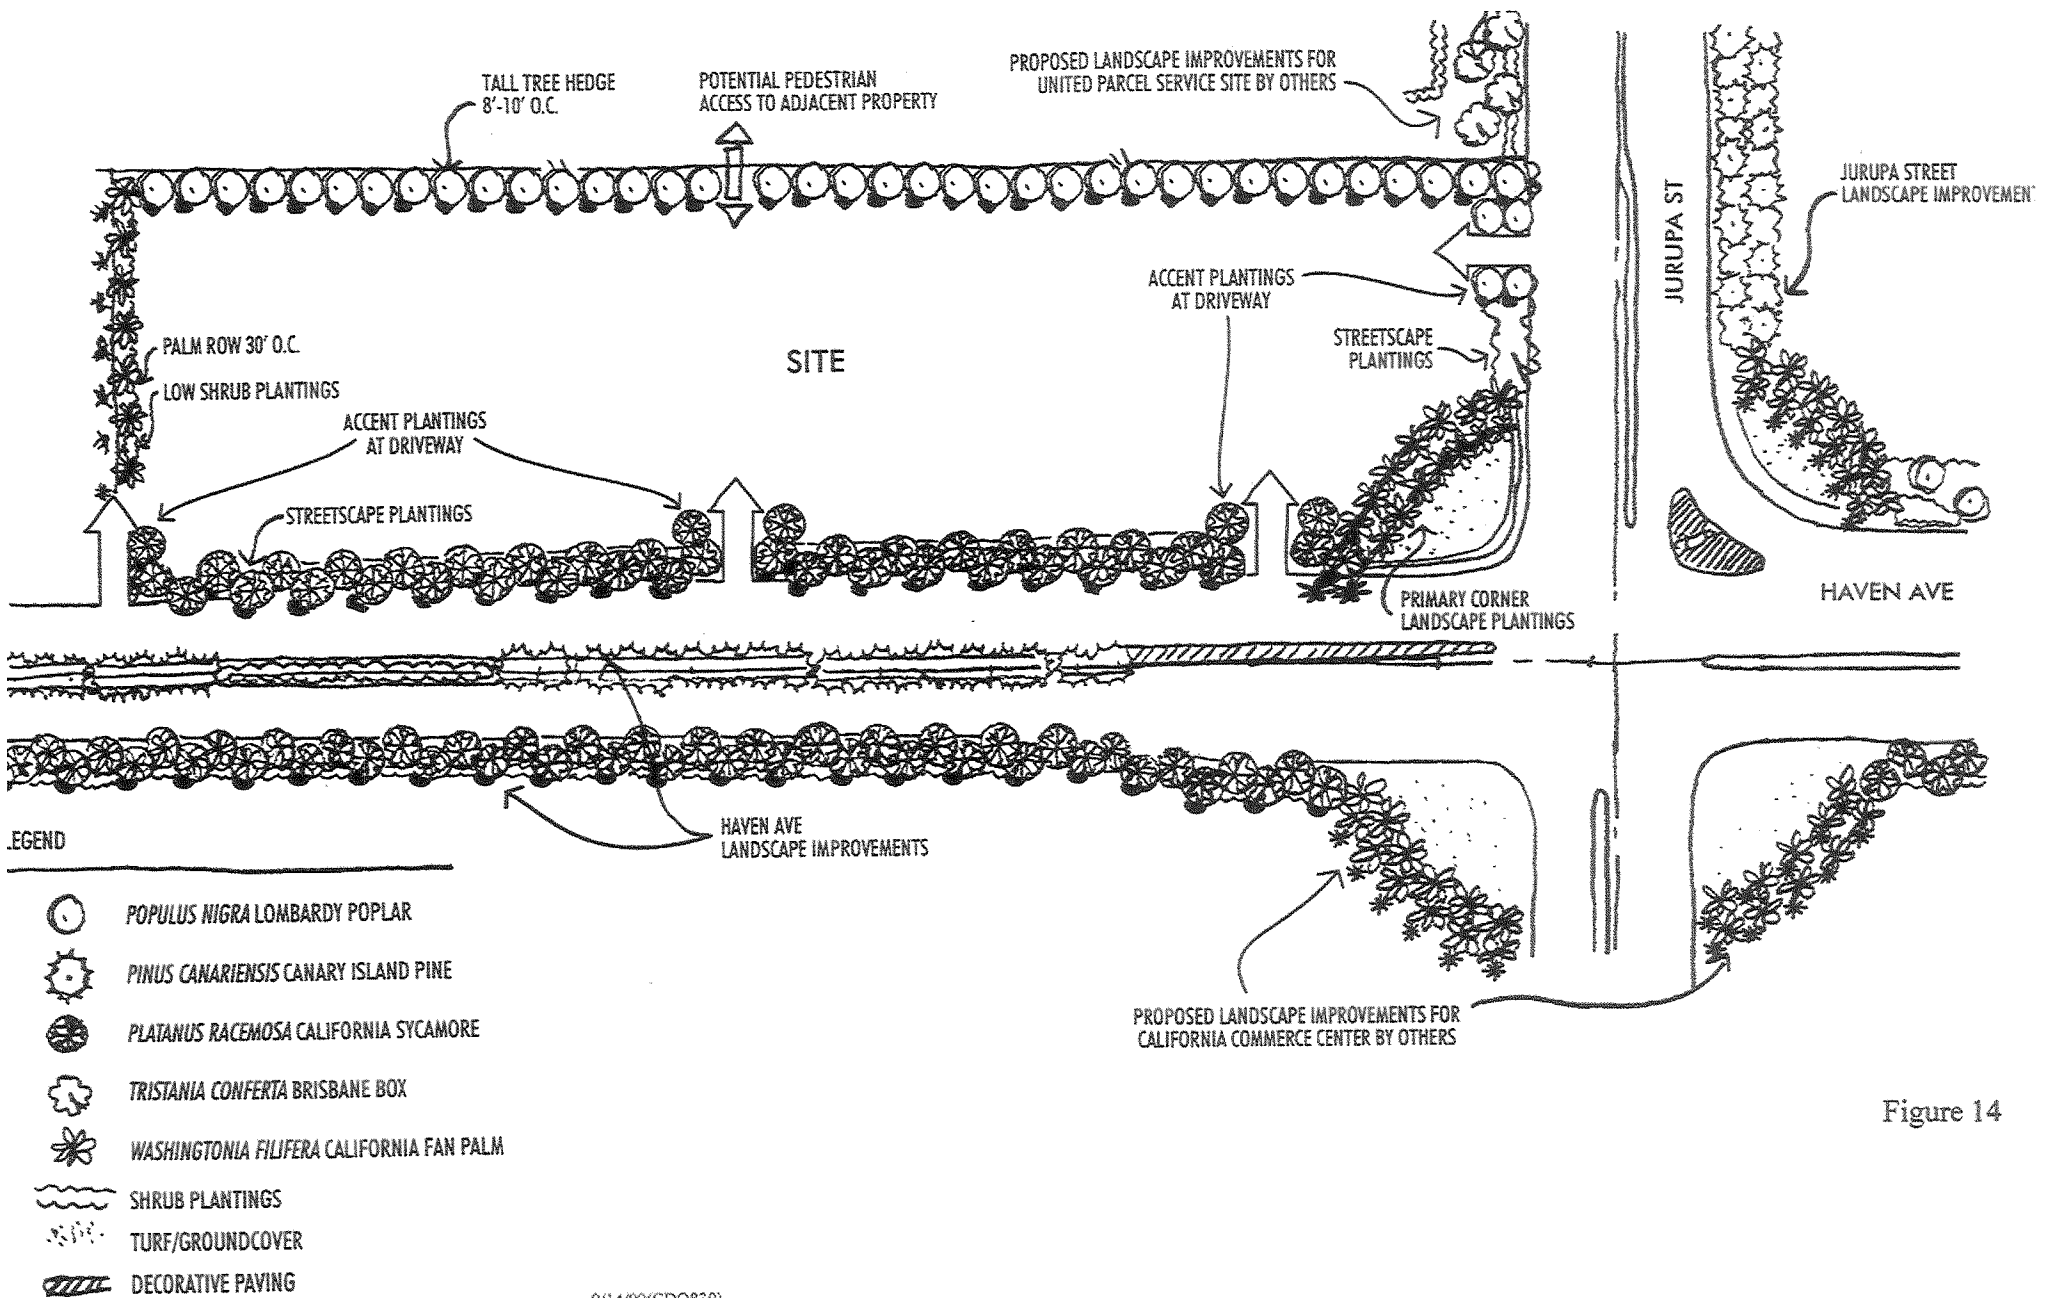 TALL TREE HEDGE
8'-10' O.C.
POTENTIAL PEDESTRIAN
ACCESS TO ADJACENT PROPERTY
PROPOSED LANDSCAPE IMPROVEMENTS FOR
UNITED PARCEL SERVICE SITE BY OTHERS
JURUPA ST
JURUPA STREET
LANDSCAPE IMPROVEMEN
ACCENT PLANTINGS
AT DRIVEWAY
STREETSCAPE
PLANTINGS
SITE
PALM ROW 30' O.C.
LOW SHRUB PLANTINGS
ACCENT PLANTINGS
AT DRIVEWAY
STREETSCAPE PLANTINGS
PRIMARY CORNER
LANDSCAPE PLANTINGS
HAVEN AVE
HAVEN AVE
LANDSCAPE IMPROVEMENTS
PROPOSED LANDSCAPE IMPROVEMENTS FOR
CALIFORNIA COMMERCE CENTER BY OTHERS
Figure 14
LEGEND
POPULUS NIGRA LOMBARDY POPLAR
PINUS CANARIENSIS CANARY ISLAND PINE
PLATANUS RACEMOSA CALIFORNIA SYCAMORE
TRISTANIA CONFERTA BRISBANE BOX
WASHINGTONIA FILIFERA CALIFORNIA FAN PALM
SHRUB PLANTINGS
TURF/GROUNDCOVER
DECORATIVE PAVING